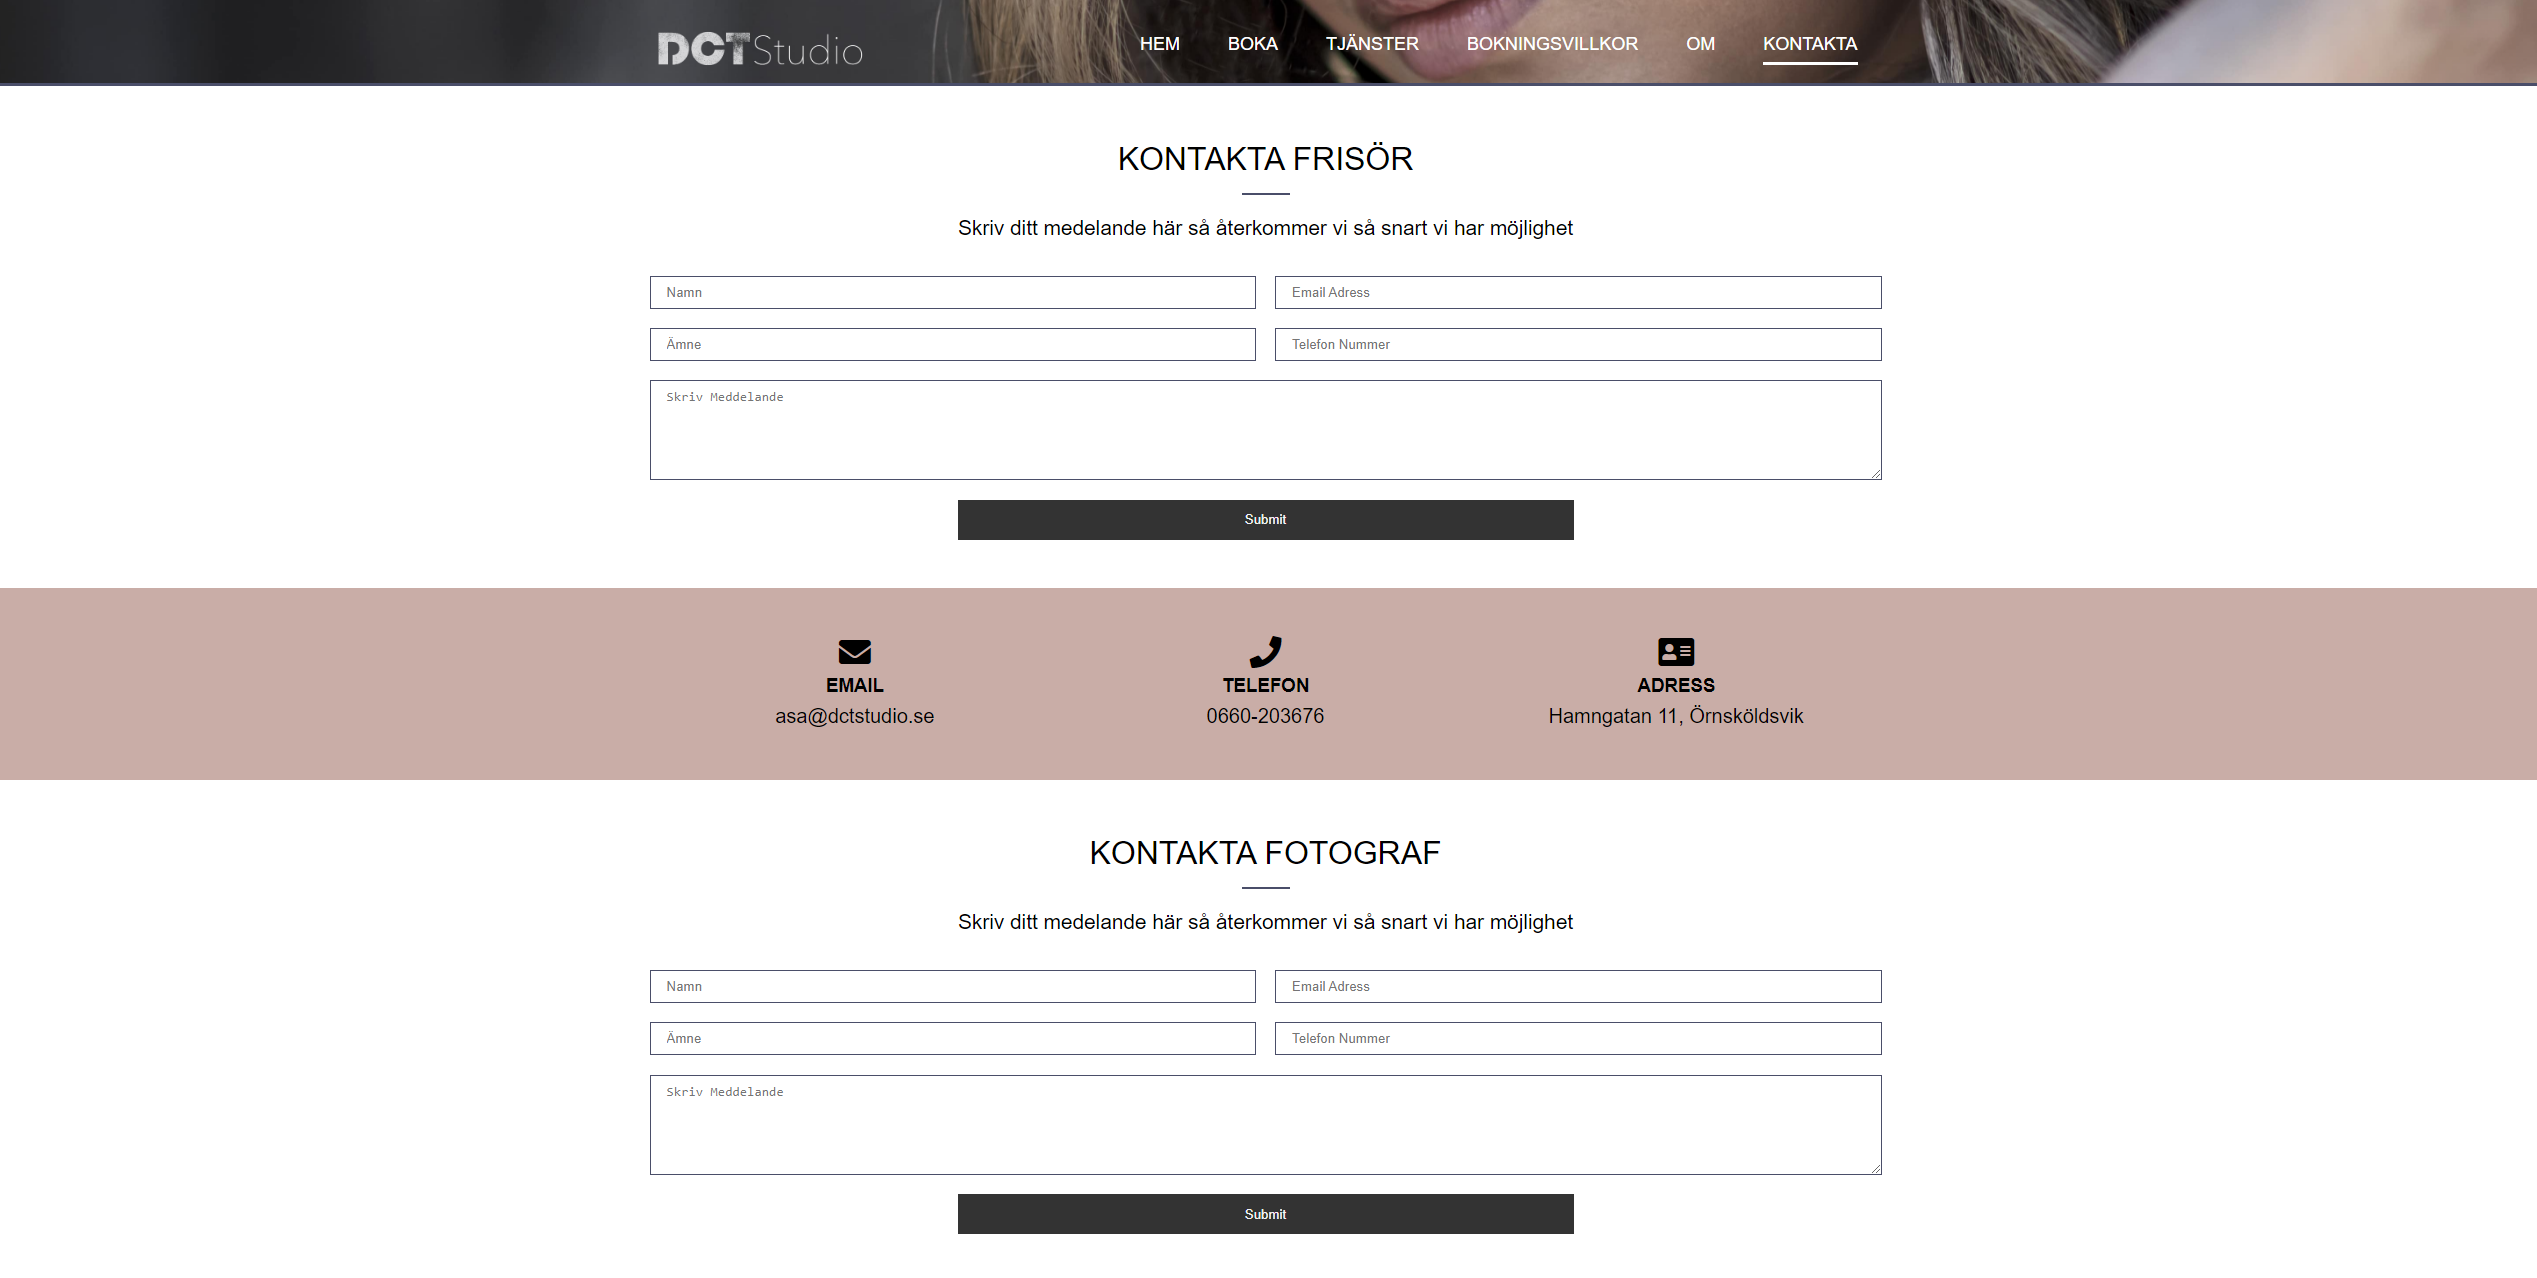 DCT Studio
HEM BOKA TJÄNSTER BOKNINGSVILLKOR OM KONTAKTA
KONTAKTA FRISÖR
Skriv ditt medelande här så återkommer vi så snart vi har möjlighet
Namn Email Adress
Ämne Telefon Nummer
Skriv Meddelande
Submit
EMAIL TELEFON ADRESS
asa@dctstudio.se 0660-203676 Hamngatan 11, Örnsköldsvik
KONTAKTA FOTOGRAF
Skriv ditt medelande här så återkommer vi så snart vi har möjlighet
Namn Email Adress
Ämne Telefon Nummer
Skriv Meddelande
Submit